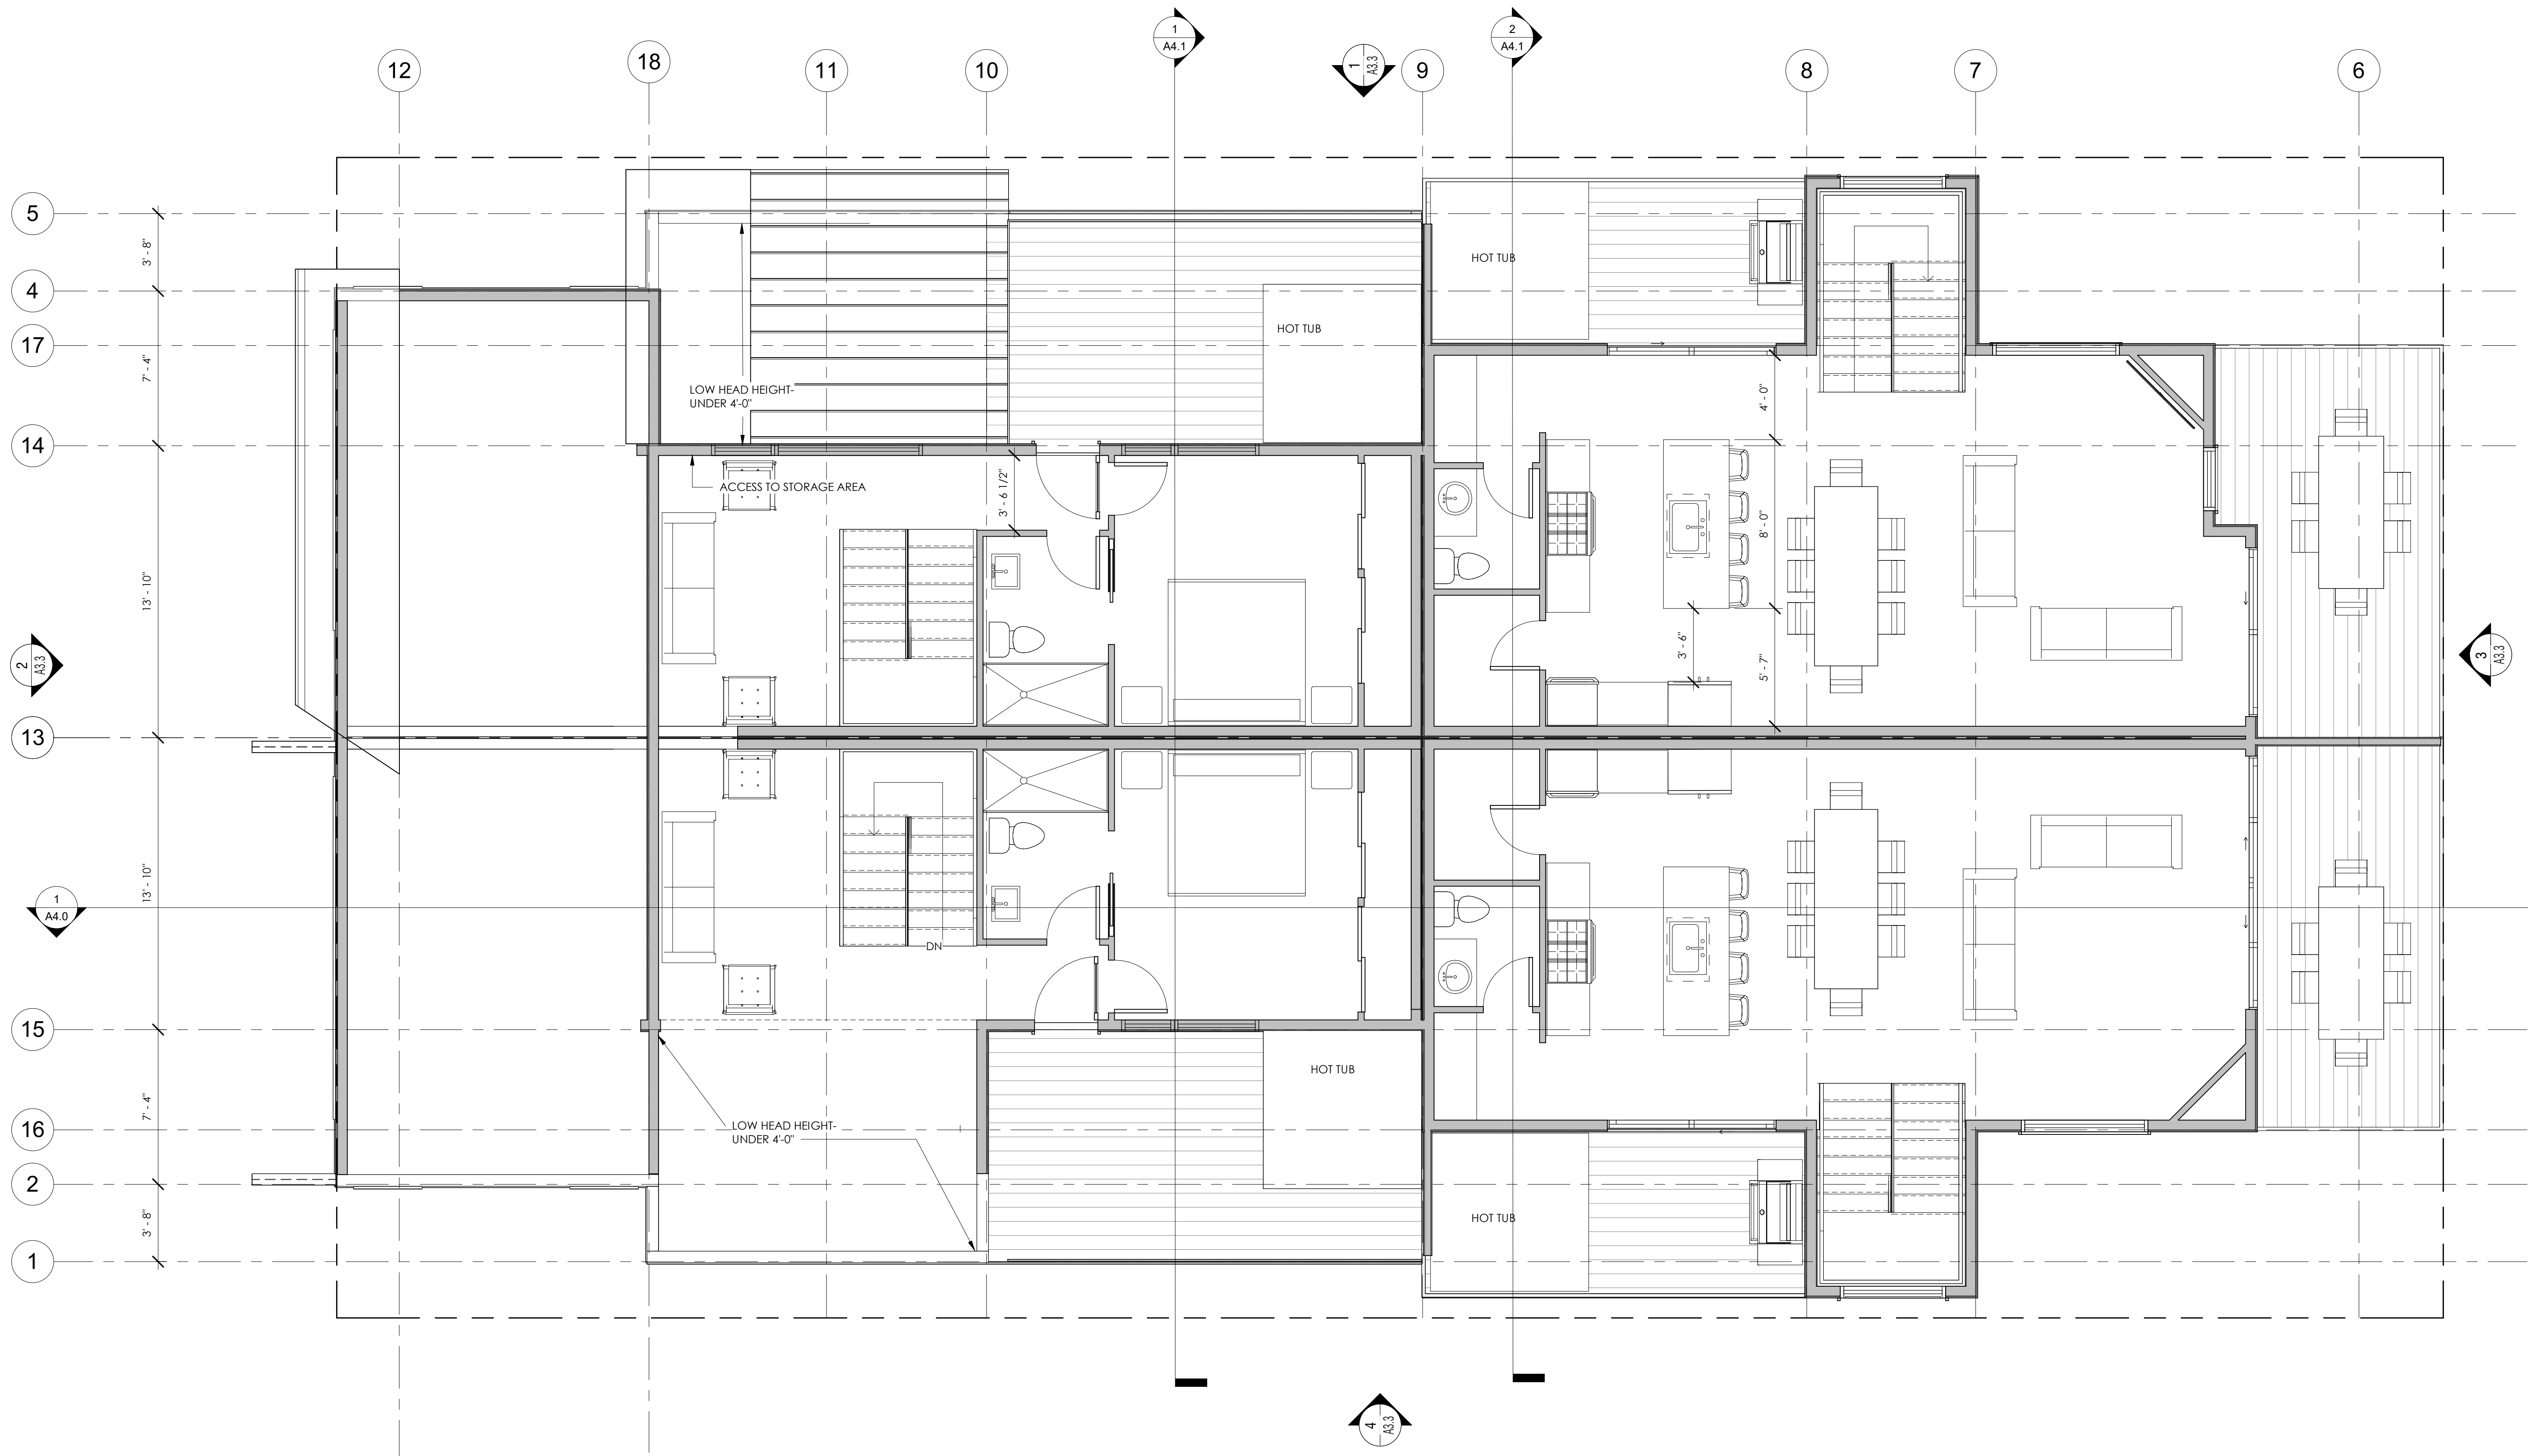 1
A4.1
2
A4.1
12
18
11
10
1
A3.3
9
8
7
6
5
3' - 8"
4
HOT TUB
17
HOT TUB
7' - 4"
LOW HEAD HEIGHT-
UNDER 4'-0"
4' - 0"
14
ACCESS TO STORAGE AREA
3' - 6 1/2"
8' - 0"
13' - 10"
2
A3.3
3' - 6"
5' - 7"
3
A3.3
13
13' - 10"
1
A4.0
DN
15
HOT TUB
7' - 4"
LOW HEAD HEIGHT-
UNDER 4'-0"
16
2
3' - 8"
HOT TUB
1
4
A3.3